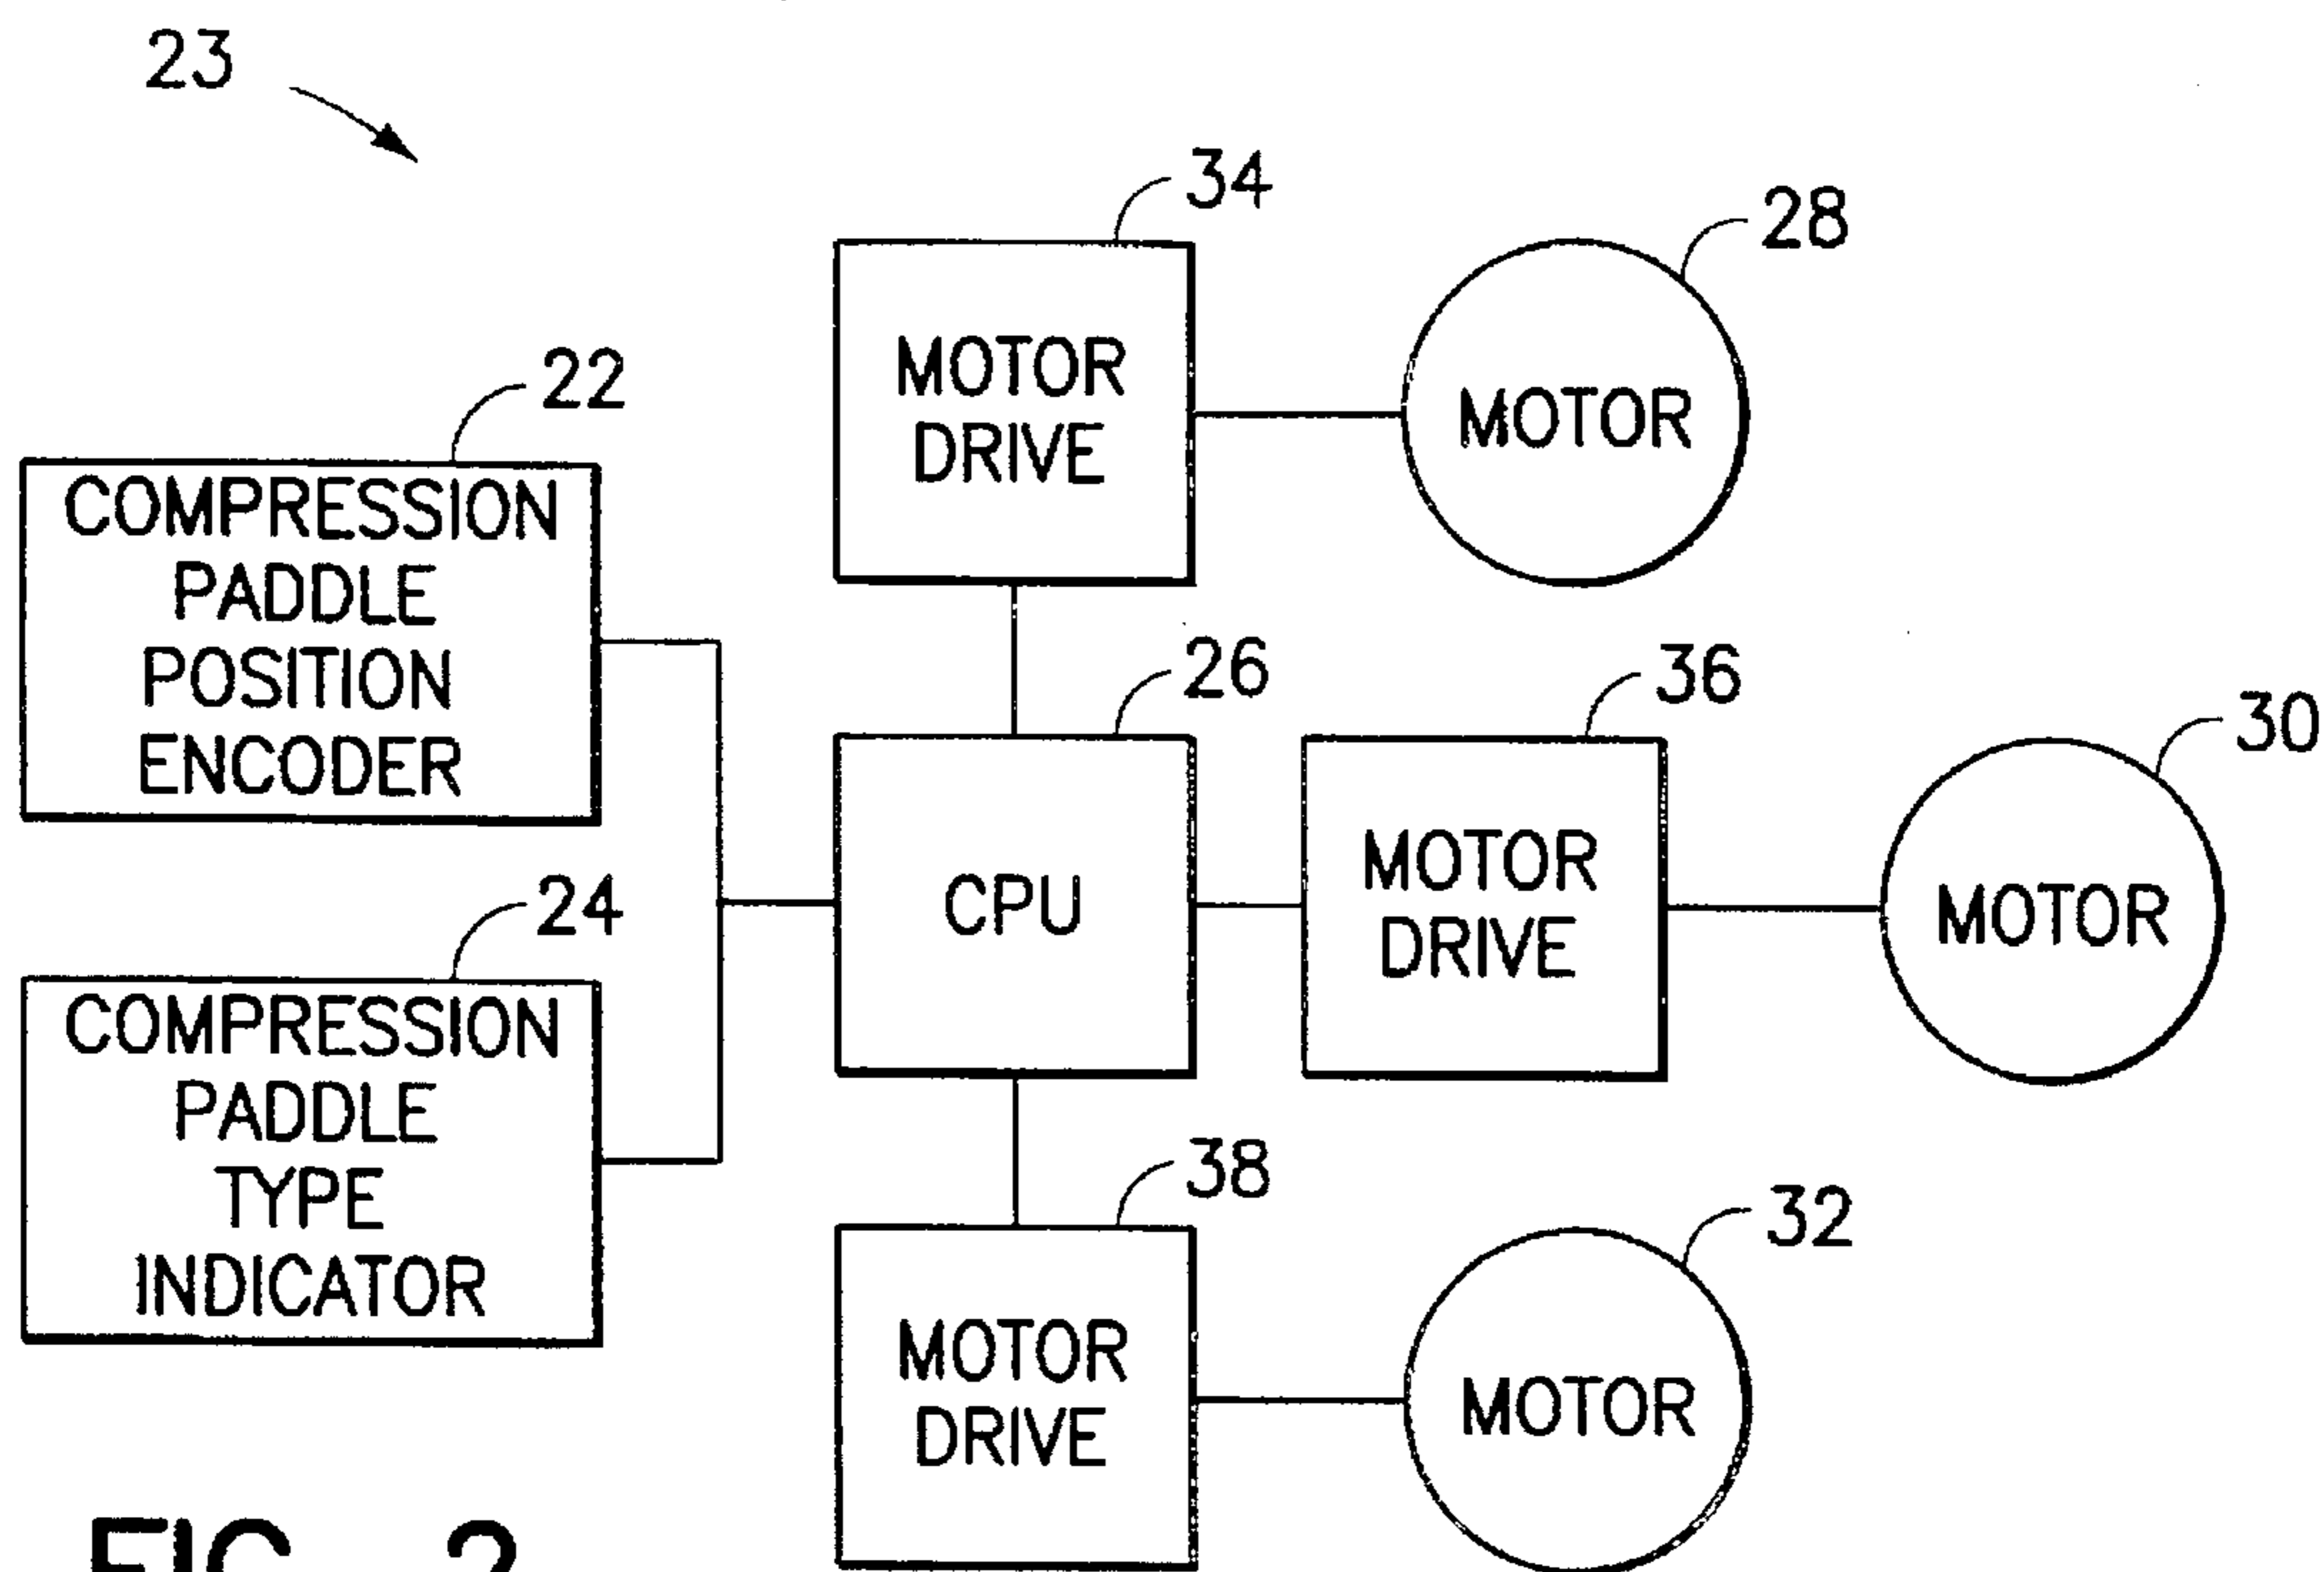 23
34
28
MOTOR
DRIVE
MOTOR
22
COMPRESSION
PADDLE
POSITION
ENCODER
26
36
30
CPU
MOTOR
DRIVE
MOTOR
24
COMPRESSION
PADDLE
TYPE
INDICATOR
38
32
MOTOR
DRIVE
MOTOR